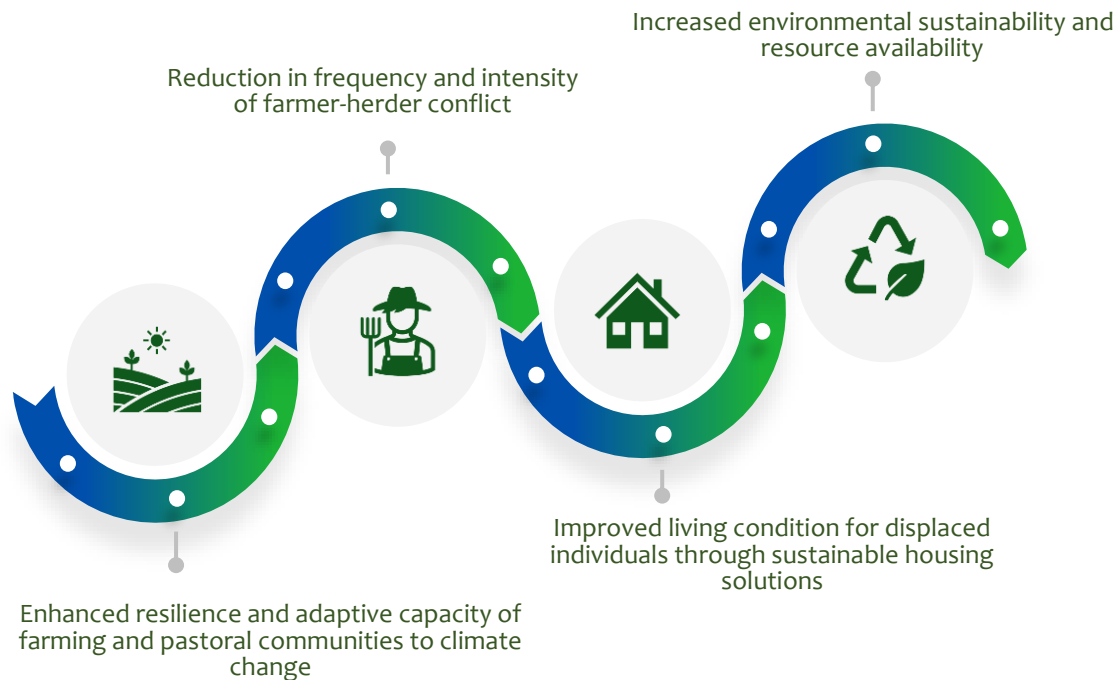 Increased environmental sustainability and
resource availability
Reduction in frequency and intensity
of farmer-herder conflict
Improved living condition for displaced
individuals through sustainable housing
solutions
Enhanced resilience and adaptive capacity of
farming and pastoral communities to climate
change